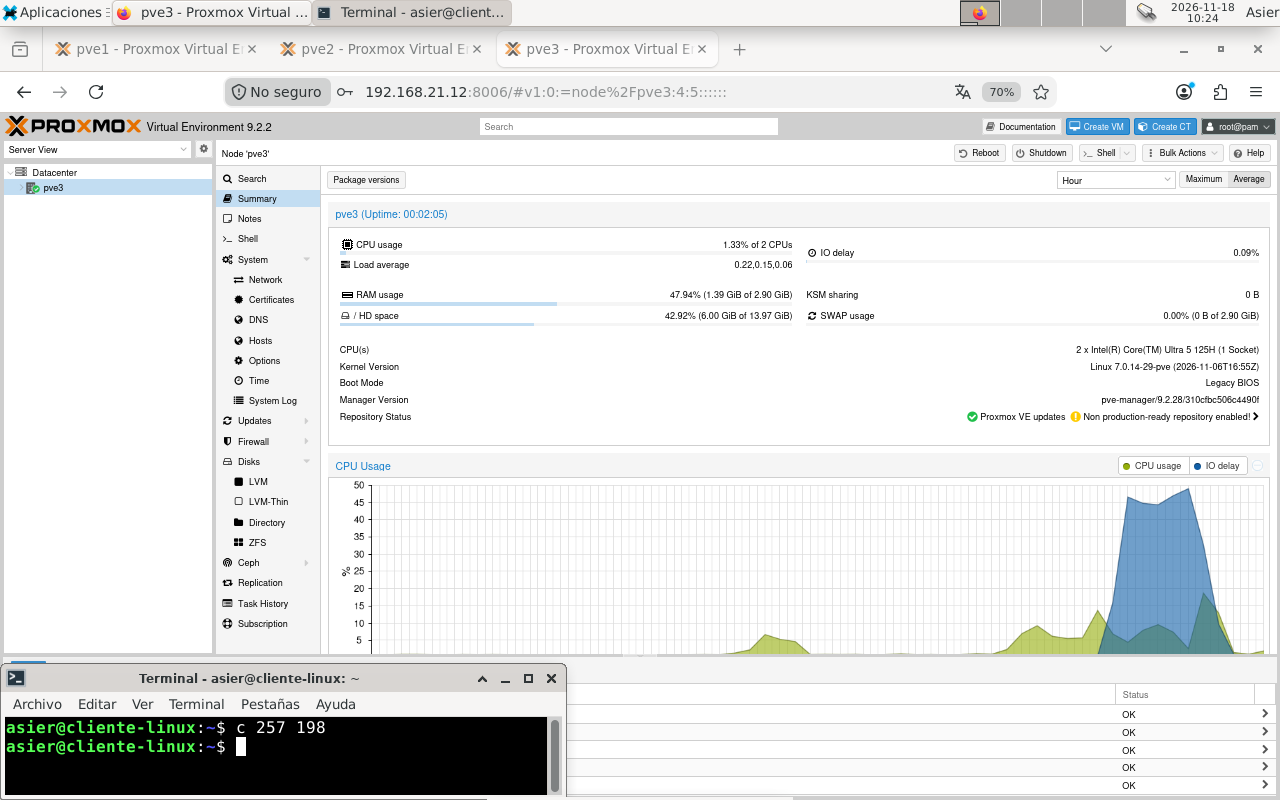 Aplicaciones
pve3 - Proxmox Virtual ...
Terminal - asier@client...
2026-11-18
10:24
Asier
pve1 - Proxmox Virtual E
pve2 - Proxmox Virtual E
pve3 - Proxmox Virtual E
No seguro
192.168.21.12:8006/#v1:0:=node%2Fpve3:4:5::::::
70%
PROXMOX Virtual Environment 9.2.2
Search
Documentation
Create VM
Create CT
root@pam
Server View
Node 'pve3'
Reboot
Shutdown
Shell
Bulk Actions
Help
Datacenter
pve3
Search
Summary
Notes
Shell
System
Network
Certificates
DNS
Hosts
Options
Time
System Log
Updates
Firewall
Disks
LVM
LVM-Thin
Directory
ZFS
Ceph
Replication
Task History
Subscription
Package versions
Hour
Maximum
Average
pve3 (Uptime: 00:02:05)
CPU usage 1.33% of 2 CPUs
IO delay 0.09%
Load average 0.22,0.15,0.06
RAM usage 47.94% (1.39 GiB of 2.90 GiB)
KSM sharing 0 B
/ HD space 42.92% (6.00 GiB of 13.97 GiB)
SWAP usage 0.00% (0 B of 2.90 GiB)
CPU(s) 2 x Intel(R) Core(TM) Ultra 5 125H (1 Socket)
Kernel Version Linux 7.0.14-29-pve (2026-11-06T16:55Z)
Boot Mode Legacy BIOS
Manager Version pve-manager/9.2.28/310cfbc506c4490f
Repository Status Proxmox VE updates Non production-ready repository enabled!
CPU Usage
CPU usage
IO delay
50
45
40
35
30
25
20
15
10
5
%
Status
OK
OK
OK
OK
OK
Terminal - asier@cliente-linux: ~
Archivo Editar Ver Terminal Pestañas Ayuda
asier@cliente-linux:~$ c 257 198
asier@cliente-linux:~$